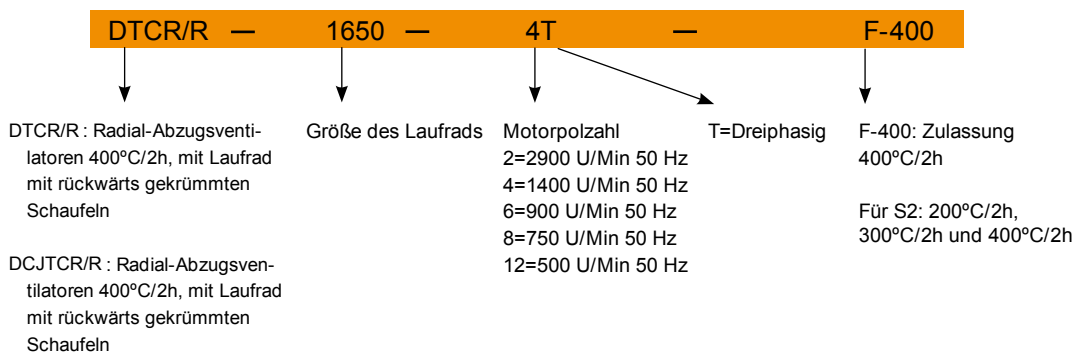 DTCR/R — 1650 — 4T — F-400
DTCR/R : Radial-Abzugsventi-
latoren 400ºC/2h, mit Laufrad
mit rückwärts gekrümmten
Schaufeln
DCJTCR/R : Radial-Abzugsven-
tilatoren 400ºC/2h, mit Laufrad
mit rückwärts gekrümmten
Schaufeln
Größe des Laufrads
Motorpolzahl
2=2900 U/Min 50 Hz
4=1400 U/Min 50 Hz
6=900 U/Min 50 Hz
8=750 U/Min 50 Hz
12=500 U/Min 50 Hz
T=Dreiphasig
F-400: Zulassung
400ºC/2h
Für S2: 200ºC/2h,
300ºC/2h und 400ºC/2h